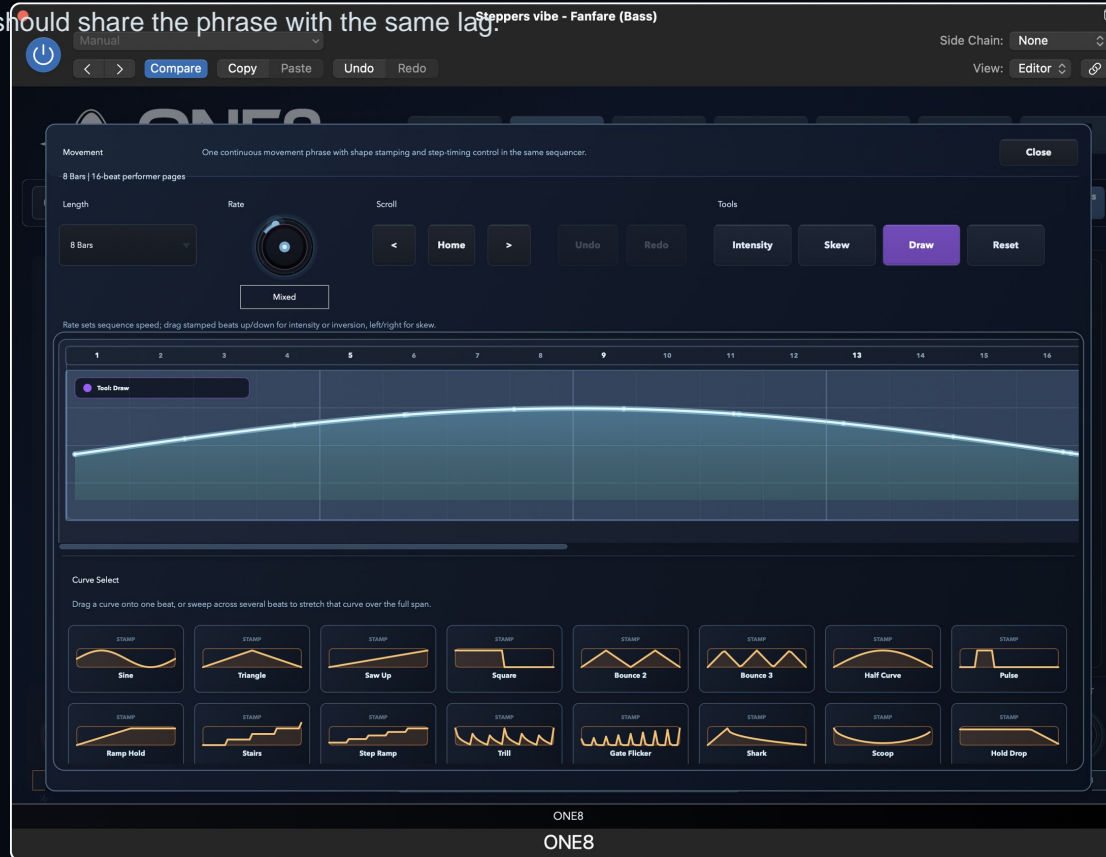 should share the phrase with the same lag.
Steppers vibe - Fanfare (Bass)
Manual
Side Chain: None
< > Compare Copy Paste Undo Redo
View: Editor
ONE8
Movement
One continuous movement phrase with shape stamping and step-timing control in the same sequencer.
Close
8 Bars | 16-beat performer pages
Length Rate Scroll Tools
8 Bars
< Home > Undo Redo Intensity Skew Draw Reset
Mixed
Rate sets sequence speed; drag stamped beats up/down for intensity or inversion, left/right for skew.
1 2 3 4 5 6 7 8 9 10 11 12 13 14 15 16
Tool: Draw
Curve Select
Drag a curve onto one beat, or sweep across several beats to stretch that curve over the full span.
STAMP STAMP STAMP STAMP STAMP STAMP STAMP STAMP
Sine Triangle Saw Up Square Bounce 2 Bounce 3 Half Curve Pulse
STAMP STAMP STAMP STAMP STAMP STAMP STAMP STAMP
Ramp Hold Stairs Step Ramp Trill Gate Flicker Shark Scoop Hold Drop
ONE8
ONE8